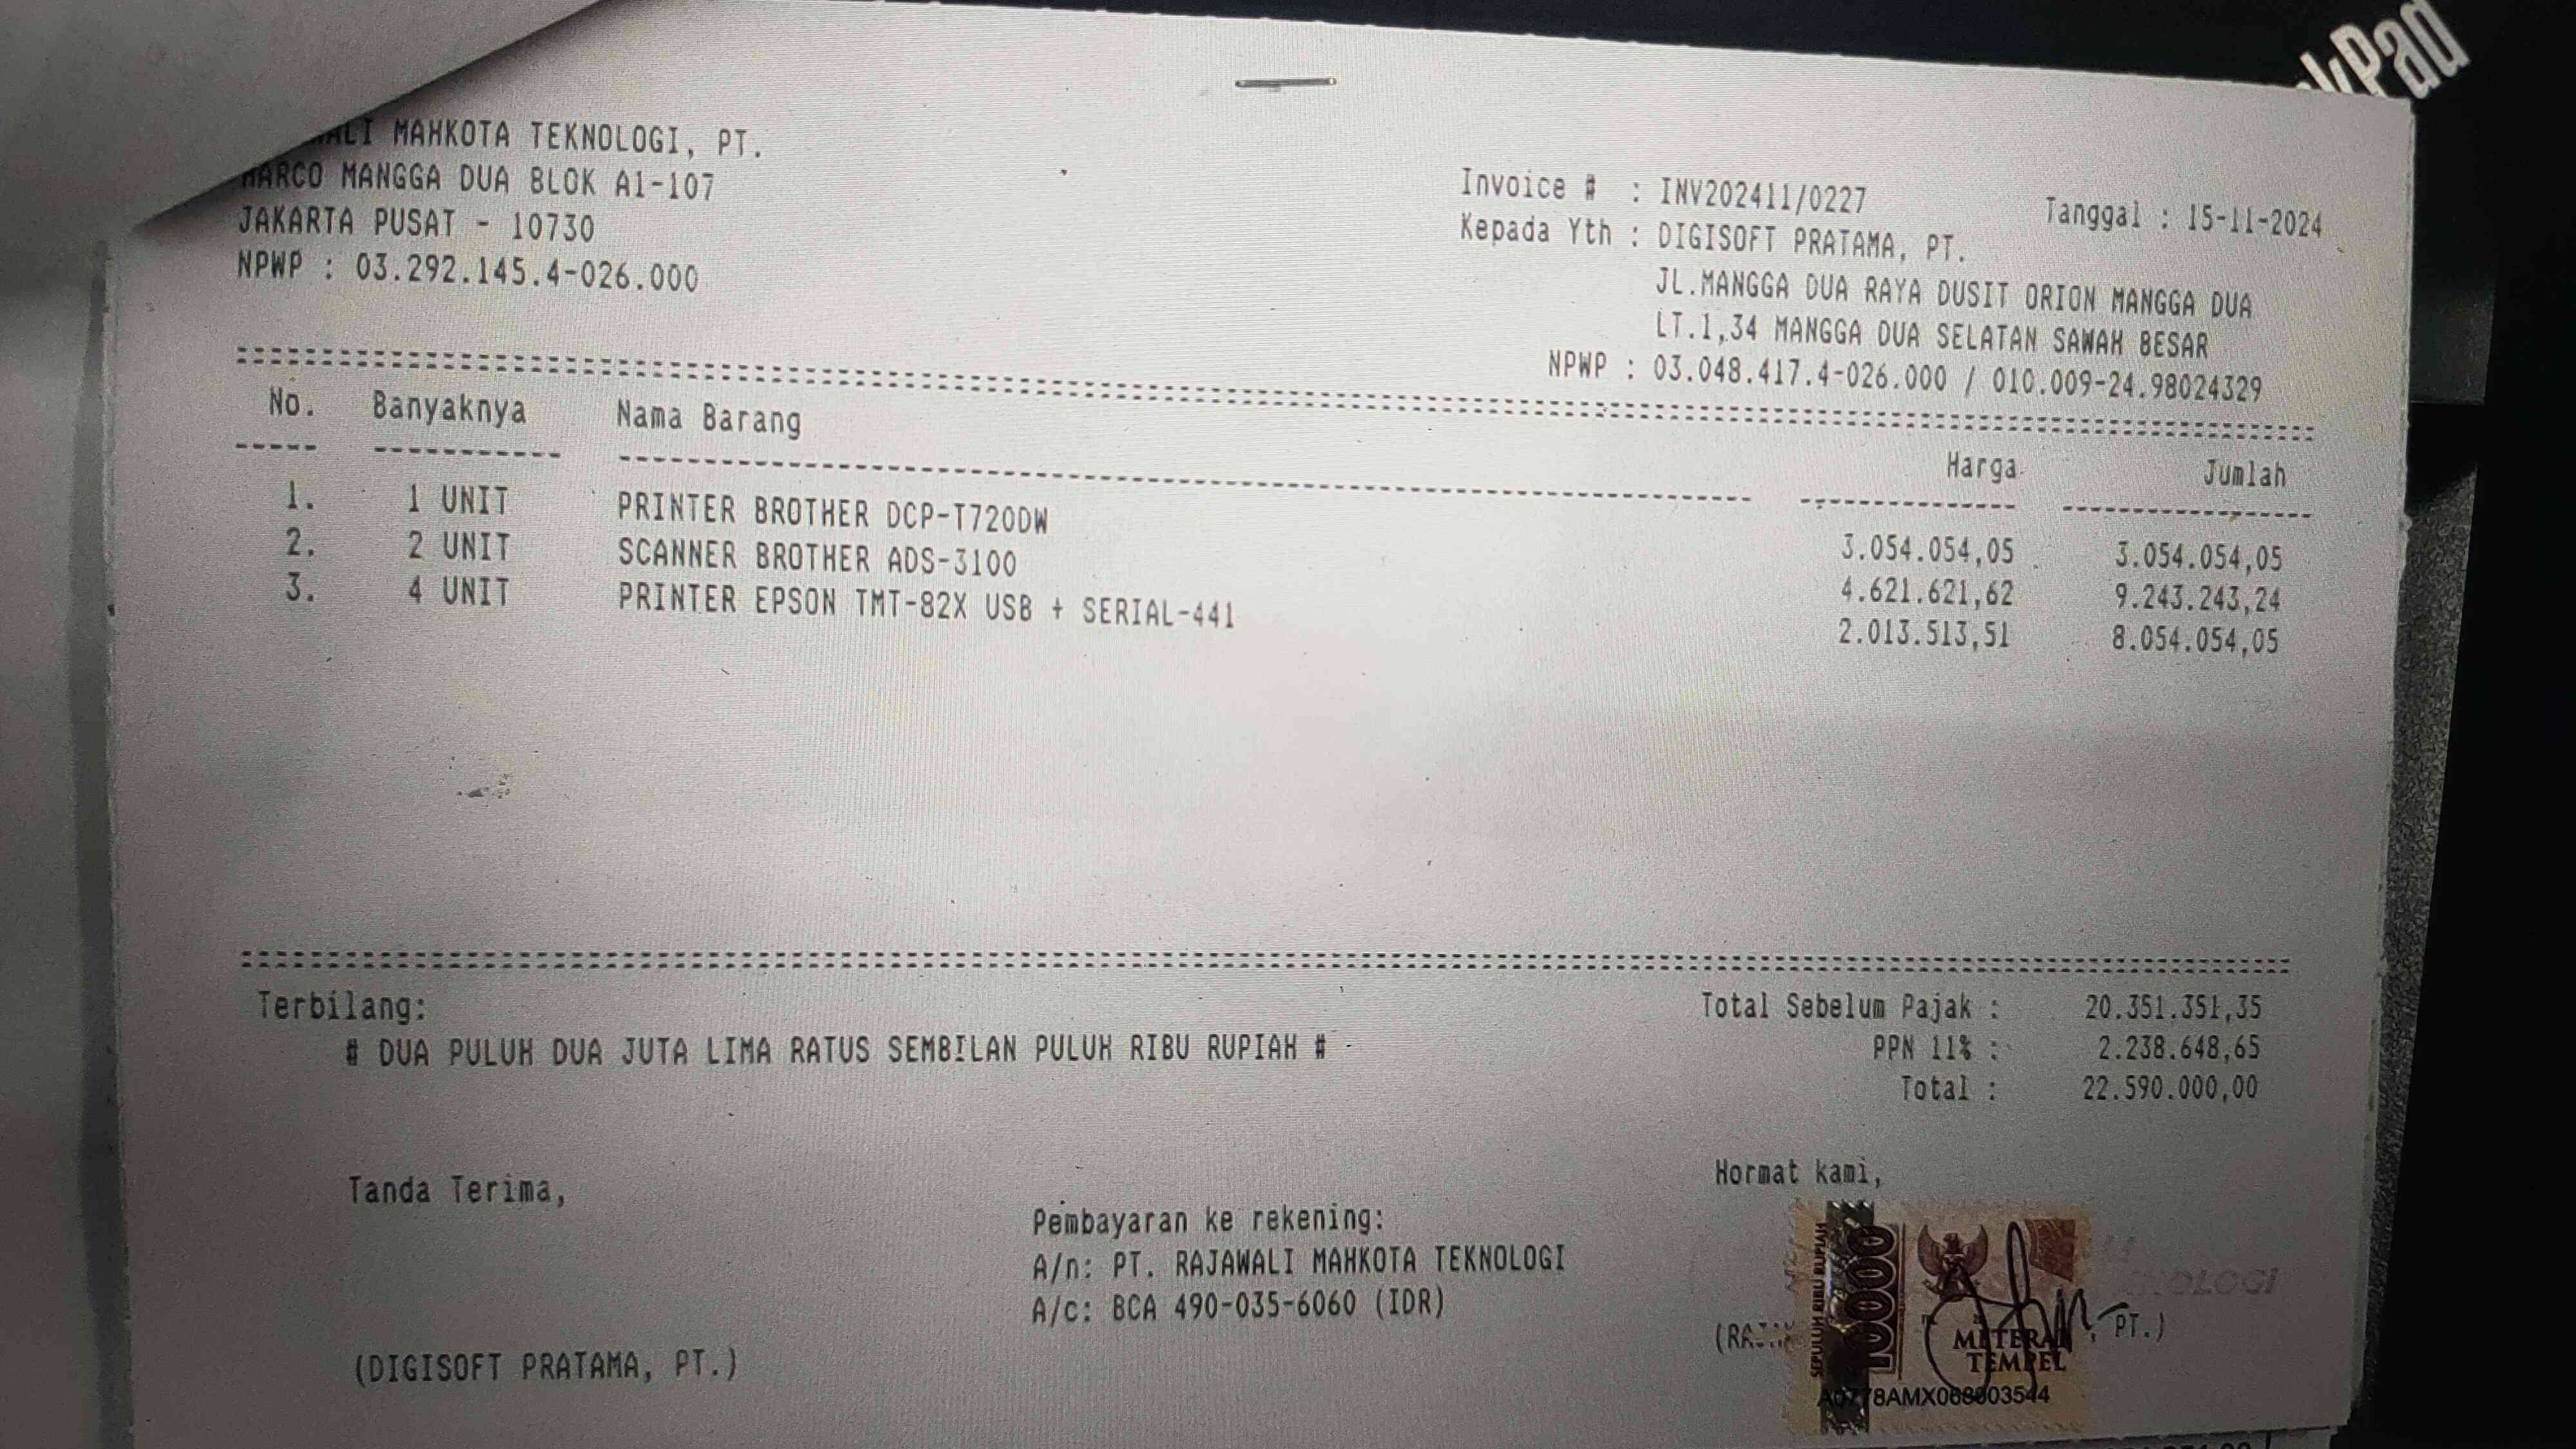 MAHKOTA TEKNOLOGI, PT.
HARCO MANGGA DUA BLOK A1-107
JAKARTA PUSAT - 10730
NPWP : 03.292.145.4-026.000
Invoice # : INV202411/0227 Tanggal : 15-11-2024
Kepada Yth : DIGISOFT PRATAMA, PT.
JL.MANGGA DUA RAYA DUSIT ORION MANGGA DUA
LT.1,34 MANGGA DUA SELATAN SAWAH BESAR
NPWP : 03.048.417.4-026.000 / 010.009-24.98024329
No. Banyaknya Nama Barang Harga Jumlah
1. 1 UNIT PRINTER BROTHER DCP-T720DW 3.054.054,05 3.054.054,05
2. 2 UNIT SCANNER BROTHER ADS-3100 4.621.621,62 9.243.243,24
3. 4 UNIT PRINTER EPSON TMT-82X USB + SERIAL-441 2.013.513,51 8.054.054,05
Terbilang:
# DUA PULUH DUA JUTA LIMA RATUS SEMBILAN PULUH RIBU RUPIAH #
Total Sebelum Pajak : 20.351.351,35
PPN 11% : 2.238.648,65
Total : 22.590.000,00
Tanda Terima,
(DIGISOFT PRATAMA, PT.)
Pembayaran ke rekening:
A/n: PT. RAJAWALI MAHKOTA TEKNOLOGI
A/c: BCA 490-035-6060 (IDR)
Hormat kami,
SEPULUH RIBU RUPIAH
10000
METERAI
TEMPEL
, PT.)